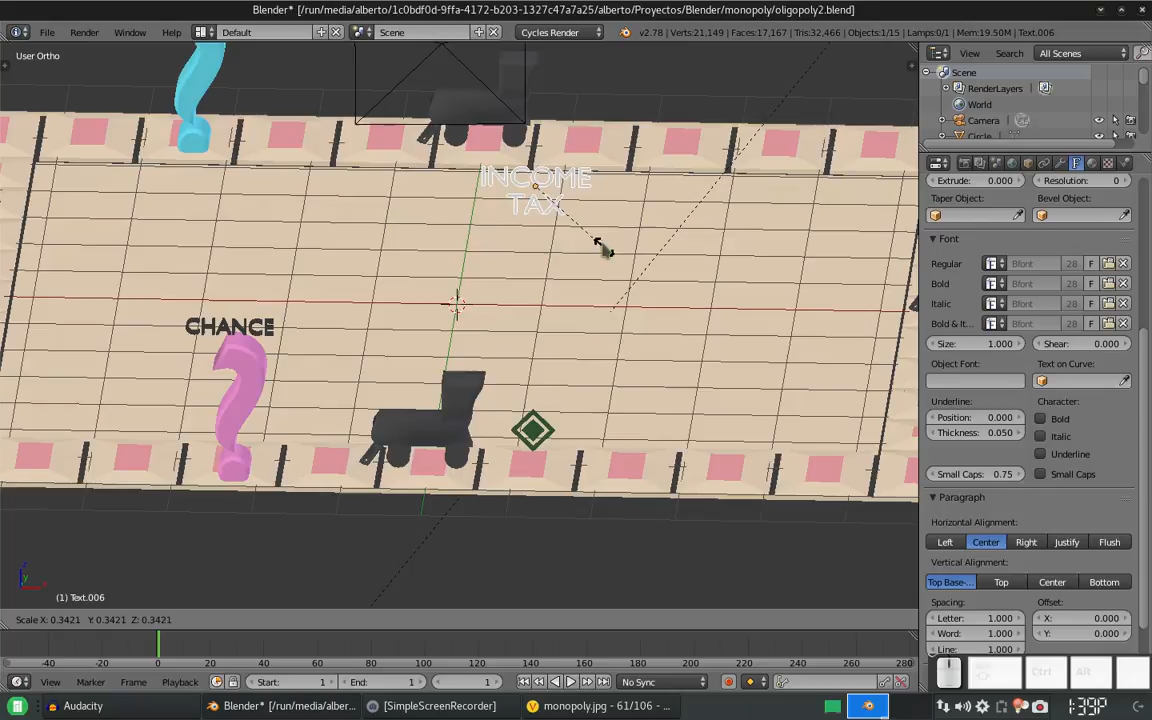 Blender* [/run/media/alberto/1c0bdf0d-9ffa-4172-b203-1327c47a7a25/alberto/Proyectos/Blender/monopoly/oligopoly2.blend]
File Render Window Help Default Scene Cycles Render v2.78 | Verts:21,149 | Faces:17,167 | Tris:32,466 | Objects:1/15 | Lamps:0/1 | Mem:19.50M | Text.006
View Search All Scenes
User Ortho
Scene
RenderLayers
World
Camera
Circle
Extrude: 0.000 Resolution: 0
Taper Object: Bevel Object:
Font
Regular Bfont 28 F
Bold Bfont 28 F
Italic Bfont 28 F
Bold & It... Bfont 28 F
Size: 1.000 Shear: 0.000
Object Font: Text on Curve:
Underline: Character:
Position: 0.000 Bold
Thickness: 0.050 Italic
Underline
Small Caps: 0.75 Small Caps
Paragraph
Horizontal Alignment:
Left Center Right Justify Flush
Vertical Alignment:
Top Base-... Top Center Bottom
Spacing: Offset:
Letter: 1.000 X: 0.000
Word: 1.000 Y: 0.000
Line: 1.000
INCOME
TAX
CHANCE
z
y
x
(1) Text.006
Scale X: 0.3421 Y: 0.3421 Z: 0.3421
-40 -20 0 20 40 60 80 100 120 140 160 180 200 220 240 260 280
View Marker Frame Playback Start: 1 End: 1 1 No Sync
Ctrl Alt
Audacity Blender* [/run/media/alber... [SimpleScreenRecorder] monopoly.jpg - 61/106 - ...